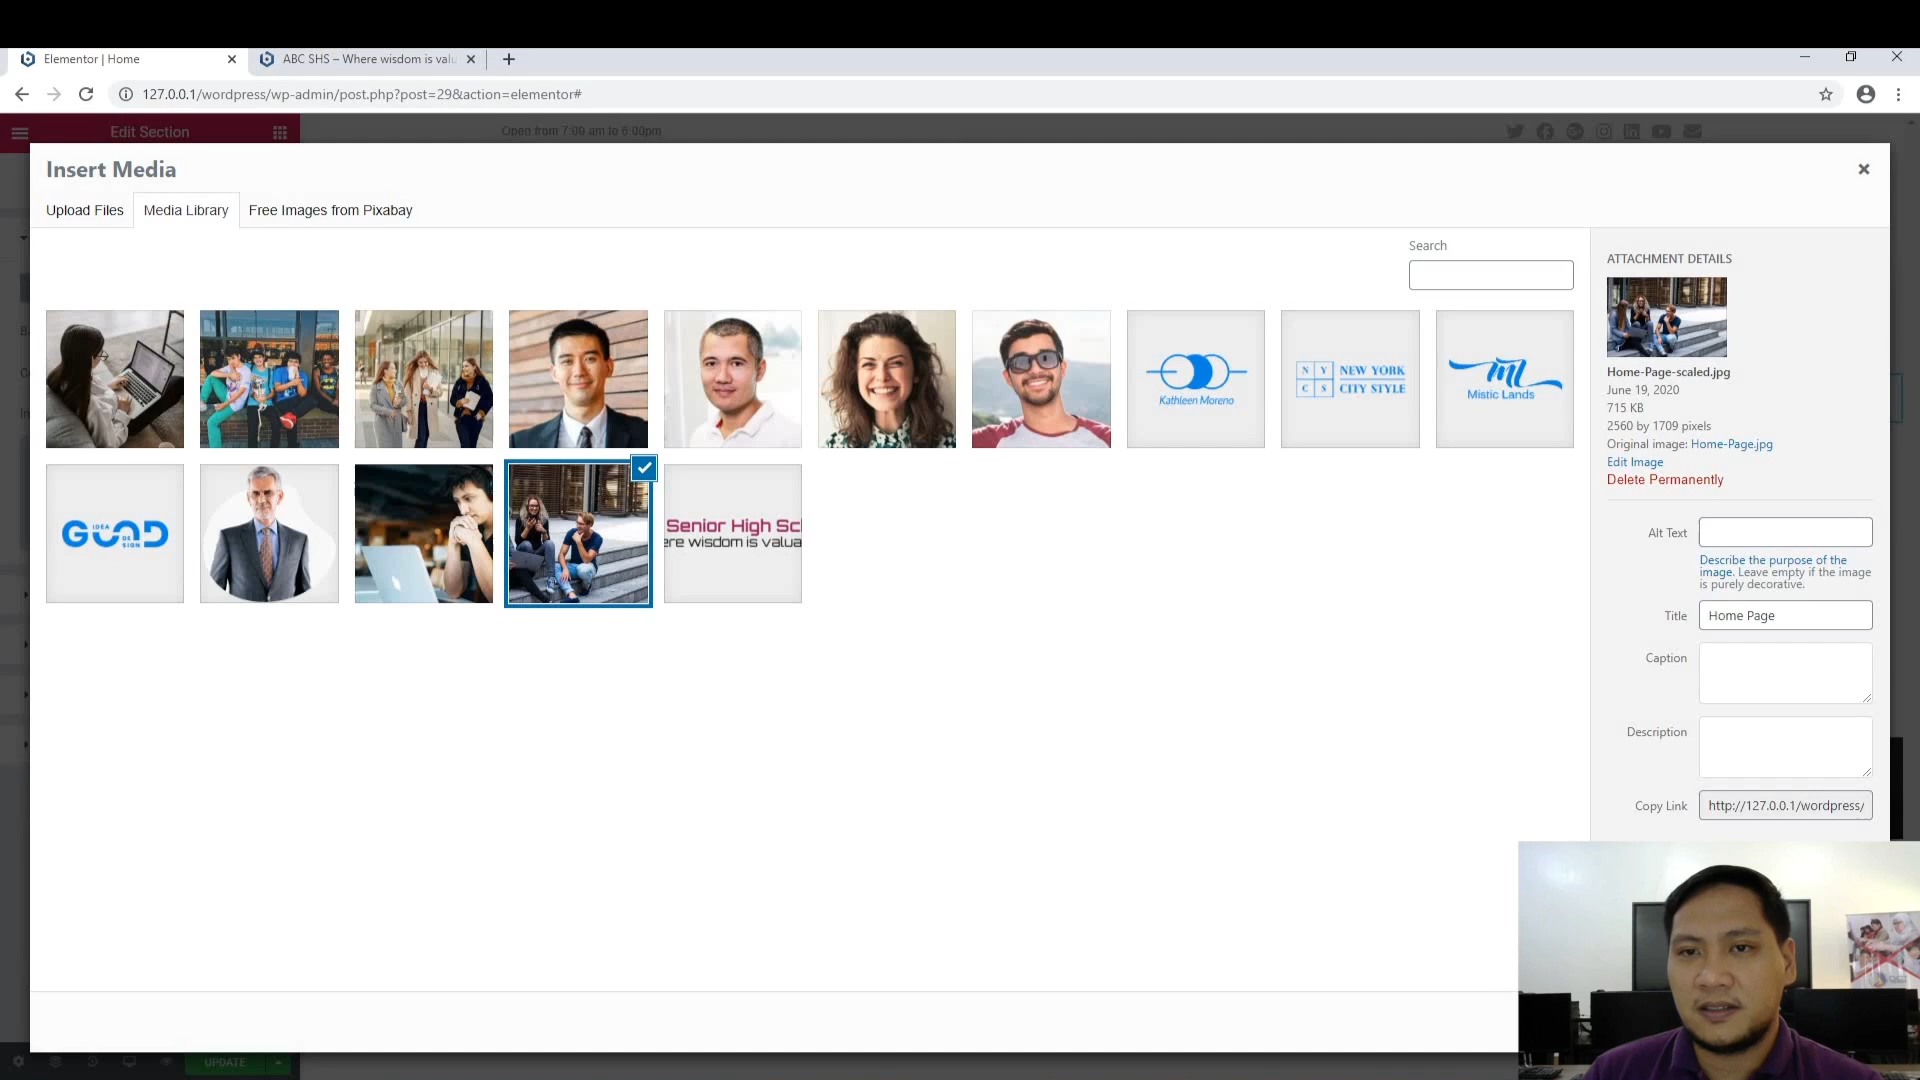 Elementor | Home
ABC SHS – Where wisdom is valu
127.0.0.1/wordpress/wp-admin/post.php?post=29&action=elementor#
Edit Section
Open from 7:00 am to 6:00pm
Insert Media
Upload Files
Media Library
Free Images from Pixabay
Search
ATTACHMENT DETAILS
Home-Page-scaled.jpg
June 19, 2020
715 KB
2560 by 1709 pixels
Original image: Home-Page.jpg
Edit Image
Delete Permanently
Kathleen Moreno
N Y
C S
NEW YORK
CITY STYLE
ML
Mistic Lands
IDEA
GOOD
DE
SIGN
Senior High Sc
ere wisdom is valua
Alt Text
Describe the purpose of the
image. Leave empty if the image
is purely decorative.
Title
Home Page
Caption
Description
Copy Link
http://127.0.0.1/wordpress/
UPDATE